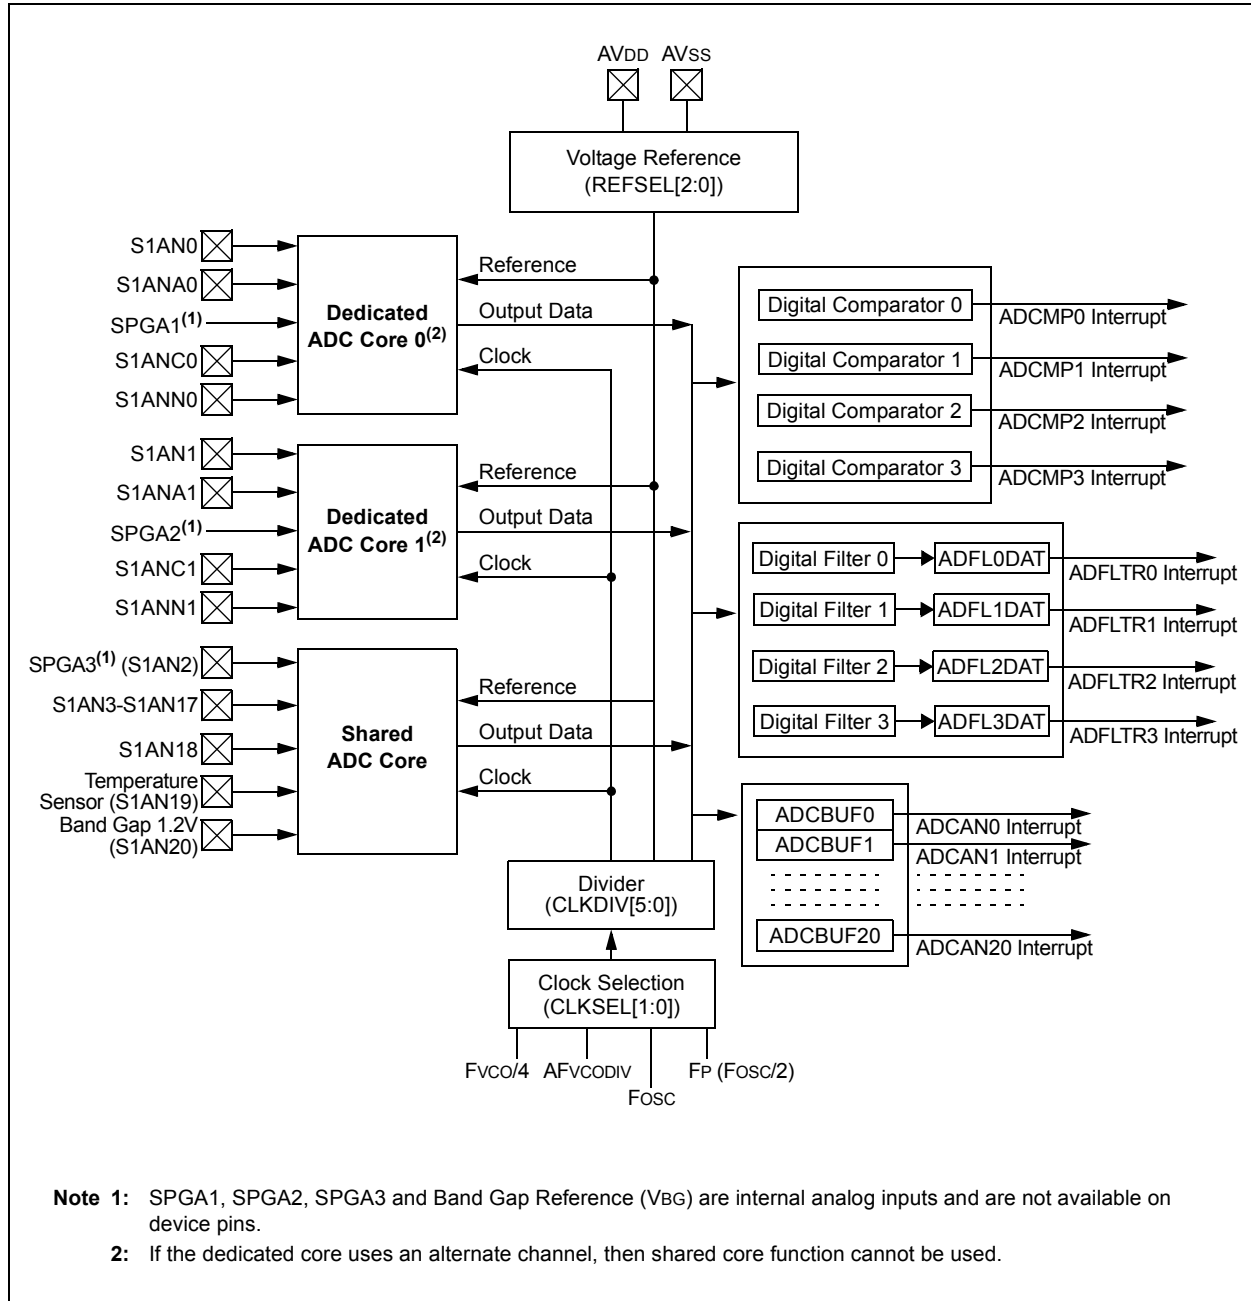 AVDD AVSS
Voltage Reference
(REFSEL[2:0])
S1AN0
S1ANA0
SPGA1(1)
S1ANC0
S1ANN0
Dedicated
ADC Core 0(2)
Reference
Output Data
Clock
S1AN1
S1ANA1
SPGA2(1)
S1ANC1
S1ANN1
Dedicated
ADC Core 1(2)
Reference
Output Data
Clock
SPGA3(1) (S1AN2)
S1AN3-S1AN17
S1AN18
Temperature
Sensor (S1AN19)
Band Gap 1.2V
(S1AN20)
Shared
ADC Core
Reference
Output Data
Clock
Digital Comparator 0
ADCMP0 Interrupt
Digital Comparator 1
ADCMP1 Interrupt
Digital Comparator 2
ADCMP2 Interrupt
Digital Comparator 3
ADCMP3 Interrupt
Digital Filter 0
ADFL0DAT
ADFLTR0 Interrupt
Digital Filter 1
ADFL1DAT
ADFLTR1 Interrupt
Digital Filter 2
ADFL2DAT
ADFLTR2 Interrupt
Digital Filter 3
ADFL3DAT
ADFLTR3 Interrupt
ADCBUF0
ADCAN0 Interrupt
ADCBUF1
ADCAN1 Interrupt
ADCBUF20
ADCAN20 Interrupt
Divider
(CLKDIV[5:0])
Clock Selection
(CLKSEL[1:0])
FVCO/4 AFVCODIV FP (FOSC/2)
FOSC
Note 1: SPGA1, SPGA2, SPGA3 and Band Gap Reference (VBG) are internal analog inputs and are not available on
device pins.
2: If the dedicated core uses an alternate channel, then shared core function cannot be used.